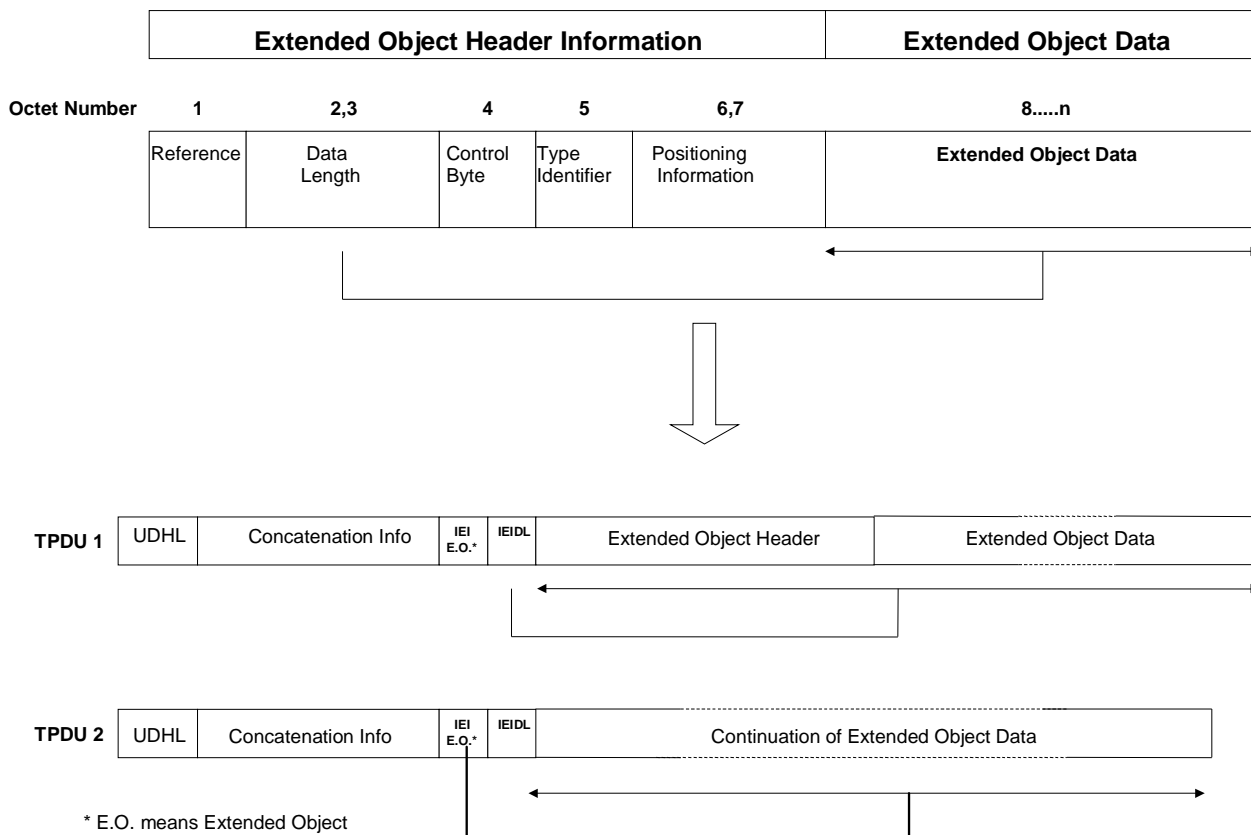 Extended Object Header Information Extended Object Data
Octet Number 1 2,3 4 5 6,7 8.....n
Reference Data Length Control Byte Type Identifier Positioning Information Extended Object Data
TPDU 1 UDHL Concatenation Info IEI E.O.* IEIDL Extended Object Header Extended Object Data
TPDU 2 UDHL Concatenation Info IEI E.O.* IEIDL Continuation of Extended Object Data
* E.O. means Extended Object